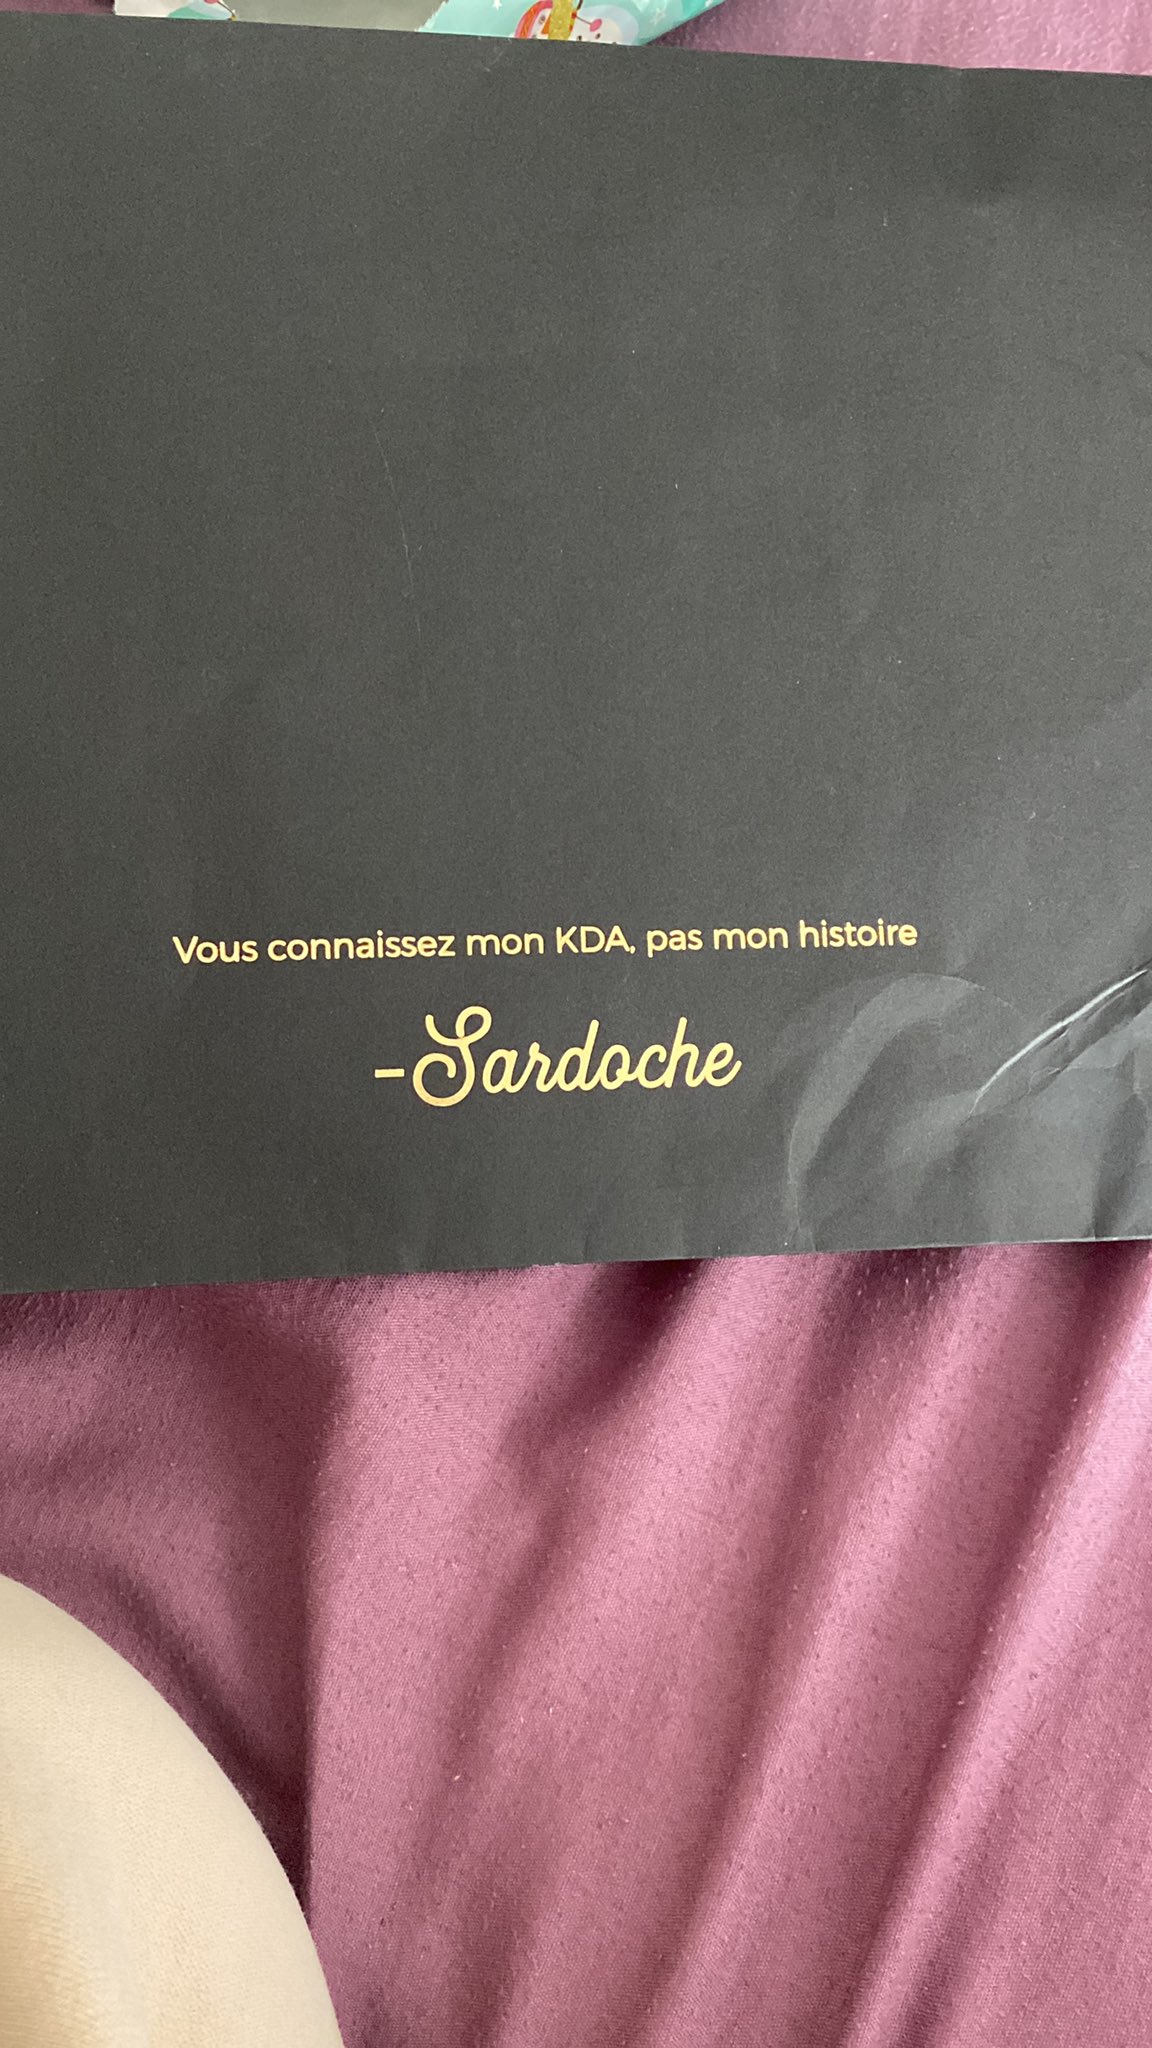 Vous connaissez mon KDA, pas mon histoire
-Sardoche